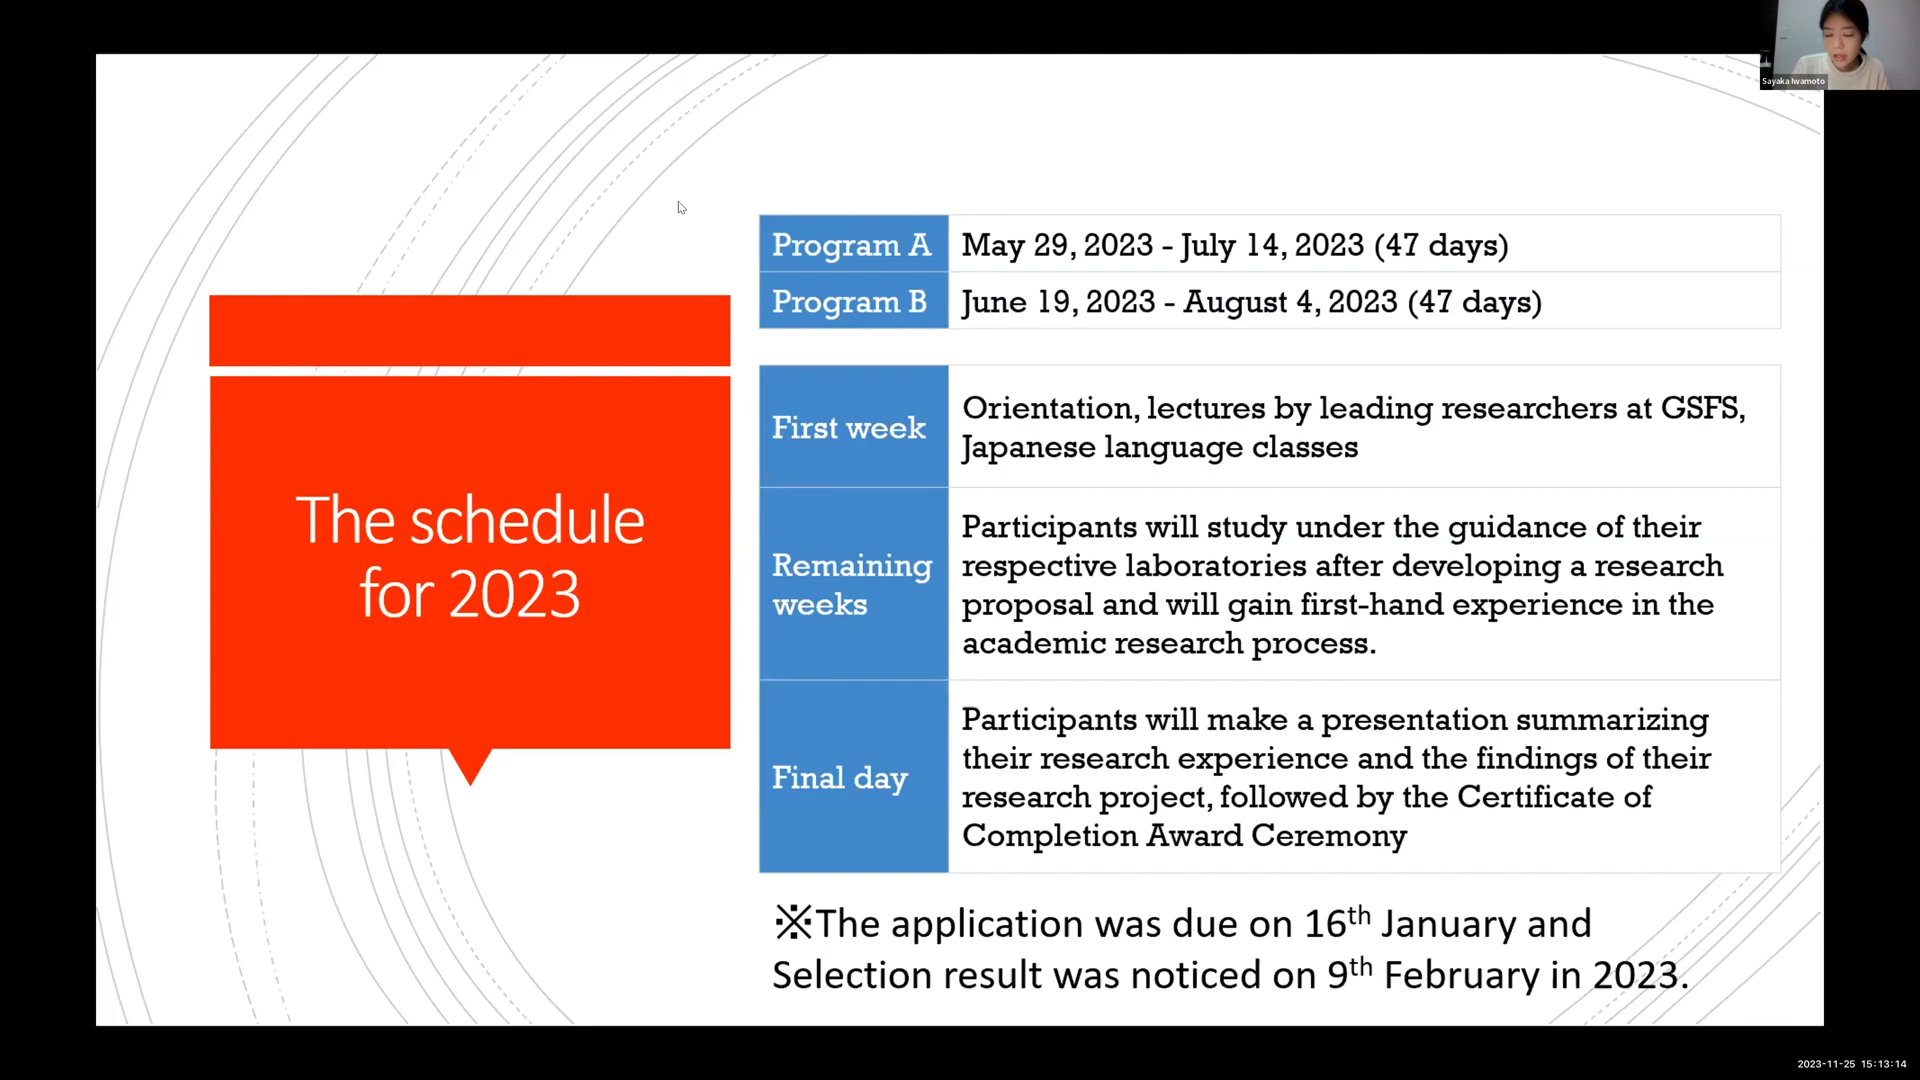 Sayaka Iwamoto
The schedule
for 2023
Program A
May 29, 2023 - July 14, 2023 (47 days)
Program B
June 19, 2023 - August 4, 2023 (47 days)
First week
Orientation, lectures by leading researchers at GSFS,
Japanese language classes
Remaining
weeks
Participants will study under the guidance of their
respective laboratories after developing a research
proposal and will gain first-hand experience in the
academic research process.
Final day
Participants will make a presentation summarizing
their research experience and the findings of their
research project, followed by the Certificate of
Completion Award Ceremony
※The application was due on 16th January and
Selection result was noticed on 9th February in 2023.
2023-11-25 15:13:14